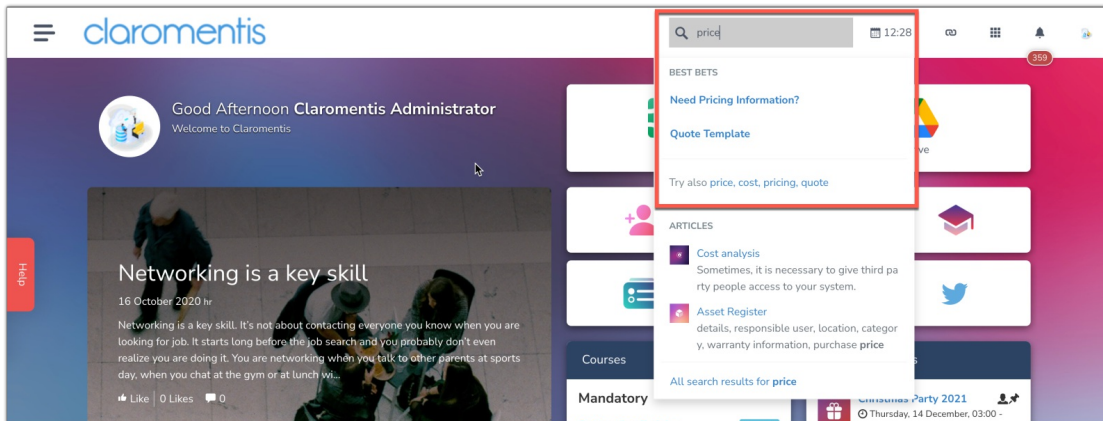 claromentis
price
12:28
359
BEST BETS
Need Pricing Information?
Quote Template
Try also price, cost, pricing, quote
ARTICLES
Cost analysis
Sometimes, it is necessary to give third pa
rty people access to your system.
Asset Register
details, responsible user, location, categor
y, warranty information, purchase price
All search results for price
Good Afternoon Claromentis Administrator
Welcome to Claromentis
ve
Help
Networking is a key skill
16 October 2020 hr
Networking is a key skill. It's not about contacting everyone you know when you are
looking for job. It starts long before the job search and you probably don't even
realize you are doing it. You are networking when you talk to other parents at sports
day, when you chat at the gym or at lunch wi...
Like 0 Likes 0
Courses
s
Mandatory
Christmas Party 2021
Thursday, 14 December, 03:00 -